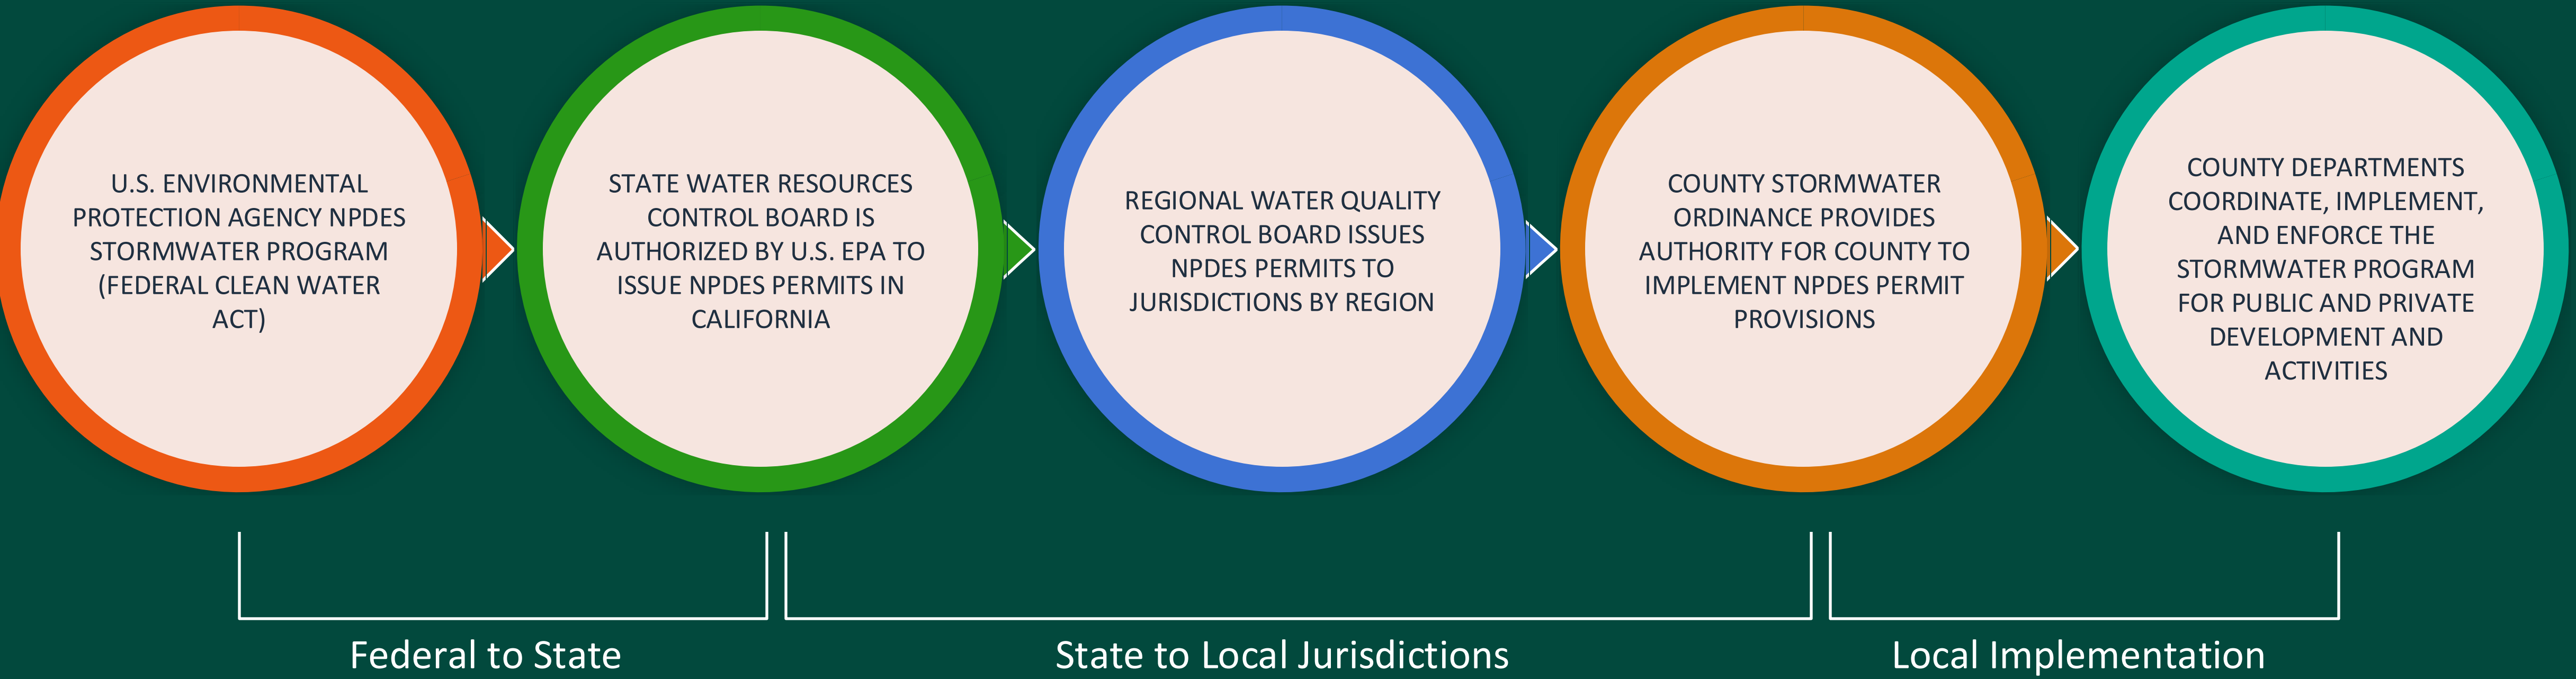 U.S. ENVIRONMENTAL
PROTECTION AGENCY NPDES
STORMWATER PROGRAM
(FEDERAL CLEAN WATER
ACT)
STATE WATER RESOURCES
CONTROL BOARD IS
AUTHORIZED BY U.S. EPA TO
ISSUE NPDES PERMITS IN
CALIFORNIA
REGIONAL WATER QUALITY
CONTROL BOARD ISSUES
NPDES PERMITS TO
JURISDICTIONS BY REGION
COUNTY STORMWATER
ORDINANCE PROVIDES
AUTHORITY FOR COUNTY TO
IMPLEMENT NPDES PERMIT
PROVISIONS
COUNTY DEPARTMENTS
COORDINATE, IMPLEMENT,
AND ENFORCE THE
STORMWATER PROGRAM
FOR PUBLIC AND PRIVATE
DEVELOPMENT AND
ACTIVITIES
Federal to State
State to Local Jurisdictions
Local Implementation